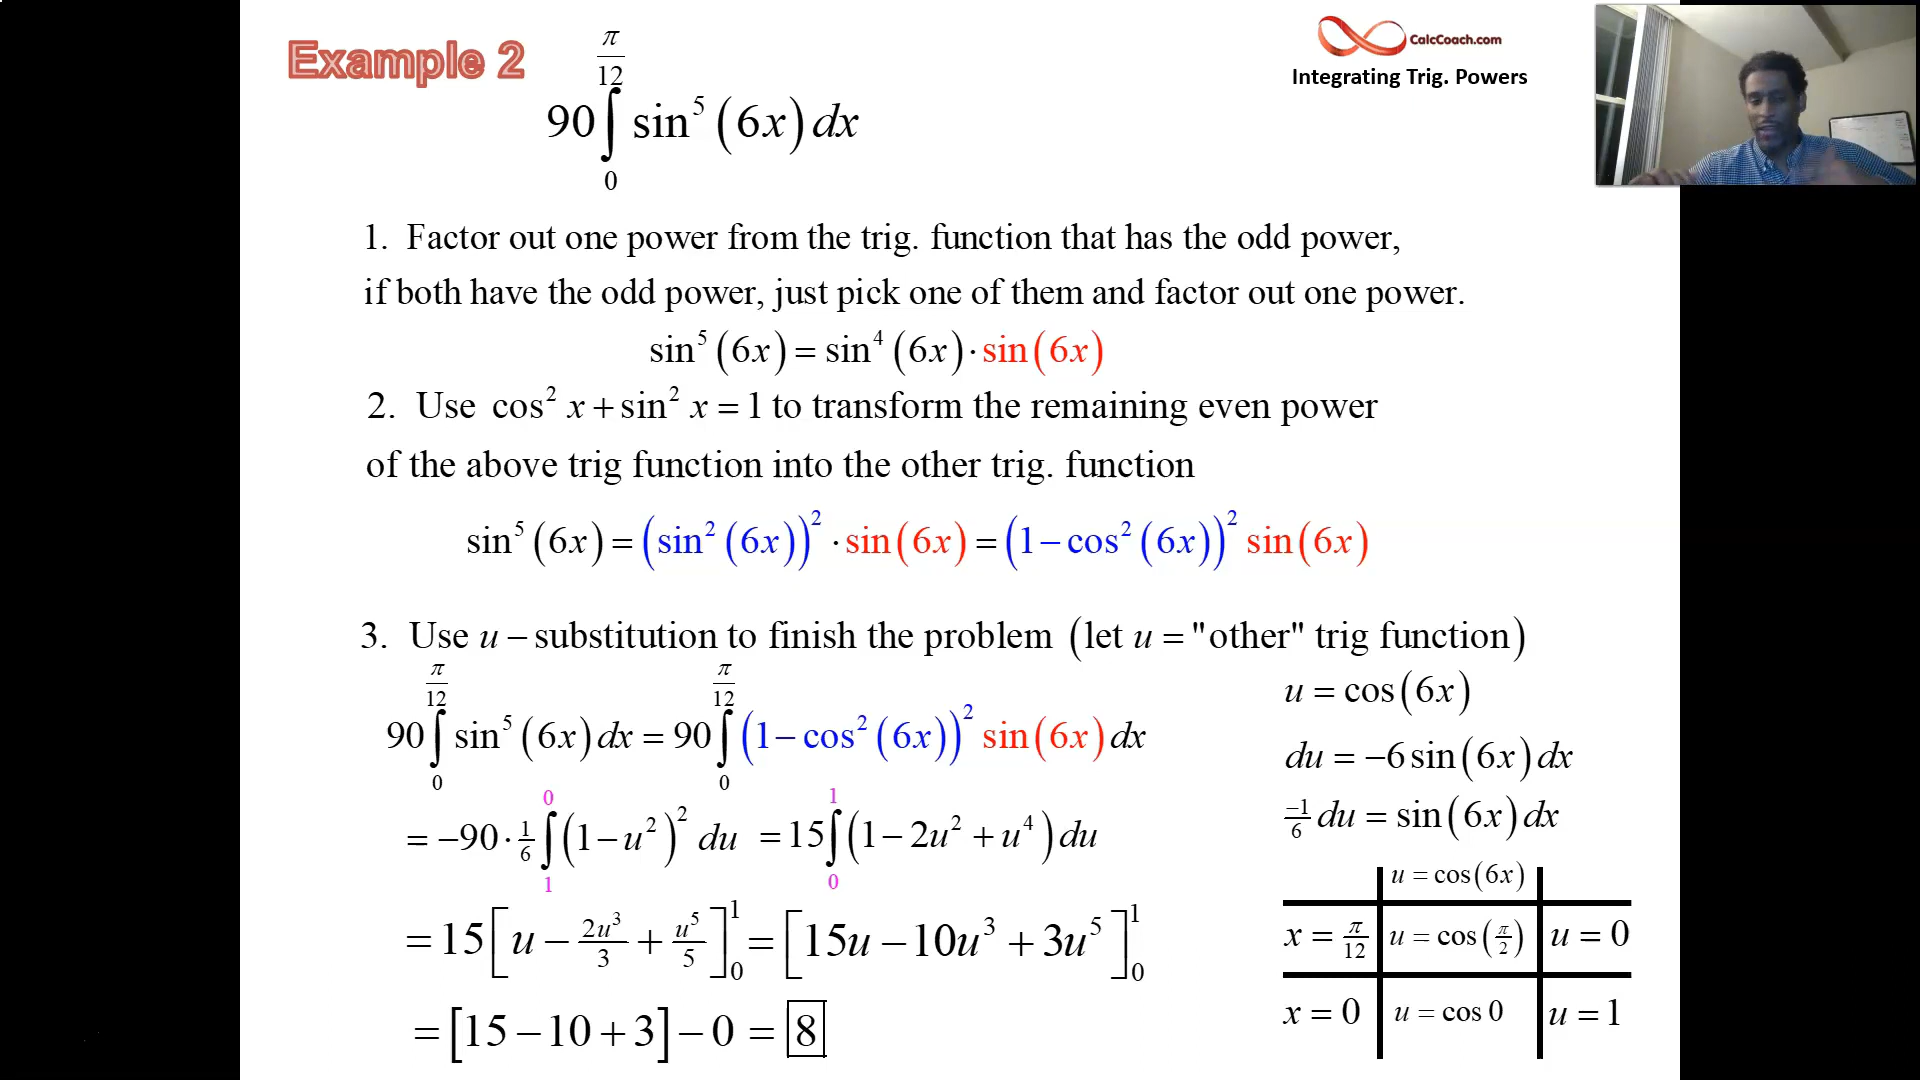 Example 2
CalcCoach.com
Integrating Trig. Powers
90∫₀^(π/12) sin⁵(6x)dx
1. Factor out one power from the trig. function that has the odd power,
if both have the odd power, just pick one of them and factor out one power.
sin⁵(6x) = sin⁴(6x)·sin(6x)
2. Use cos² x + sin² x = 1 to transform the remaining even power
of the above trig function into the other trig. function
sin⁵(6x) = (sin²(6x))²·sin(6x) = (1 − cos²(6x))² sin(6x)
3. Use u − substitution to finish the problem (let u = "other" trig function)
90∫₀^(π/12) sin⁵(6x)dx = 90∫₀^(π/12) (1 − cos²(6x))² sin(6x)dx
= −90·1/6 ∫₁⁰ (1 − u²)² du = 15∫₀¹ (1 − 2u² + u⁴)du
= 15[u − 2u³/3 + u⁵/5]₀¹ = [15u − 10u³ + 3u⁵]₀¹
= [15 − 10 + 3] − 0 = 8
u = cos(6x)
du = −6sin(6x)dx
−1/6 du = sin(6x)dx
u = cos(6x)
x = π/12 u = cos(π/2) u = 0
x = 0 u = cos 0 u = 1